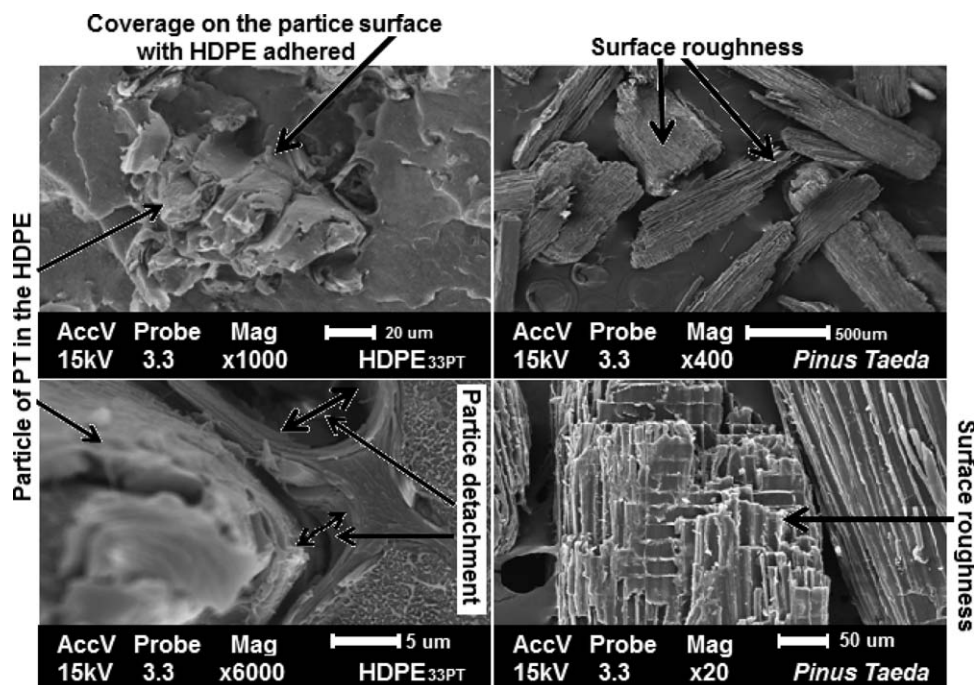 Coverage on the partice surface
with HDPE adhered
Surface roughness
Particle of PT in the HDPE
AccV Probe Mag 20 um
15kV 3.3 x1000 HDPE33PT
AccV Probe Mag 500um
15kV 3.3 x400 Pinus Taeda
Partice detachment
Surface roughness
AccV Probe Mag 5 um
15kV 3.3 x6000 HDPE33PT
AccV Probe Mag 50 um
15kV 3.3 x20 Pinus Taeda